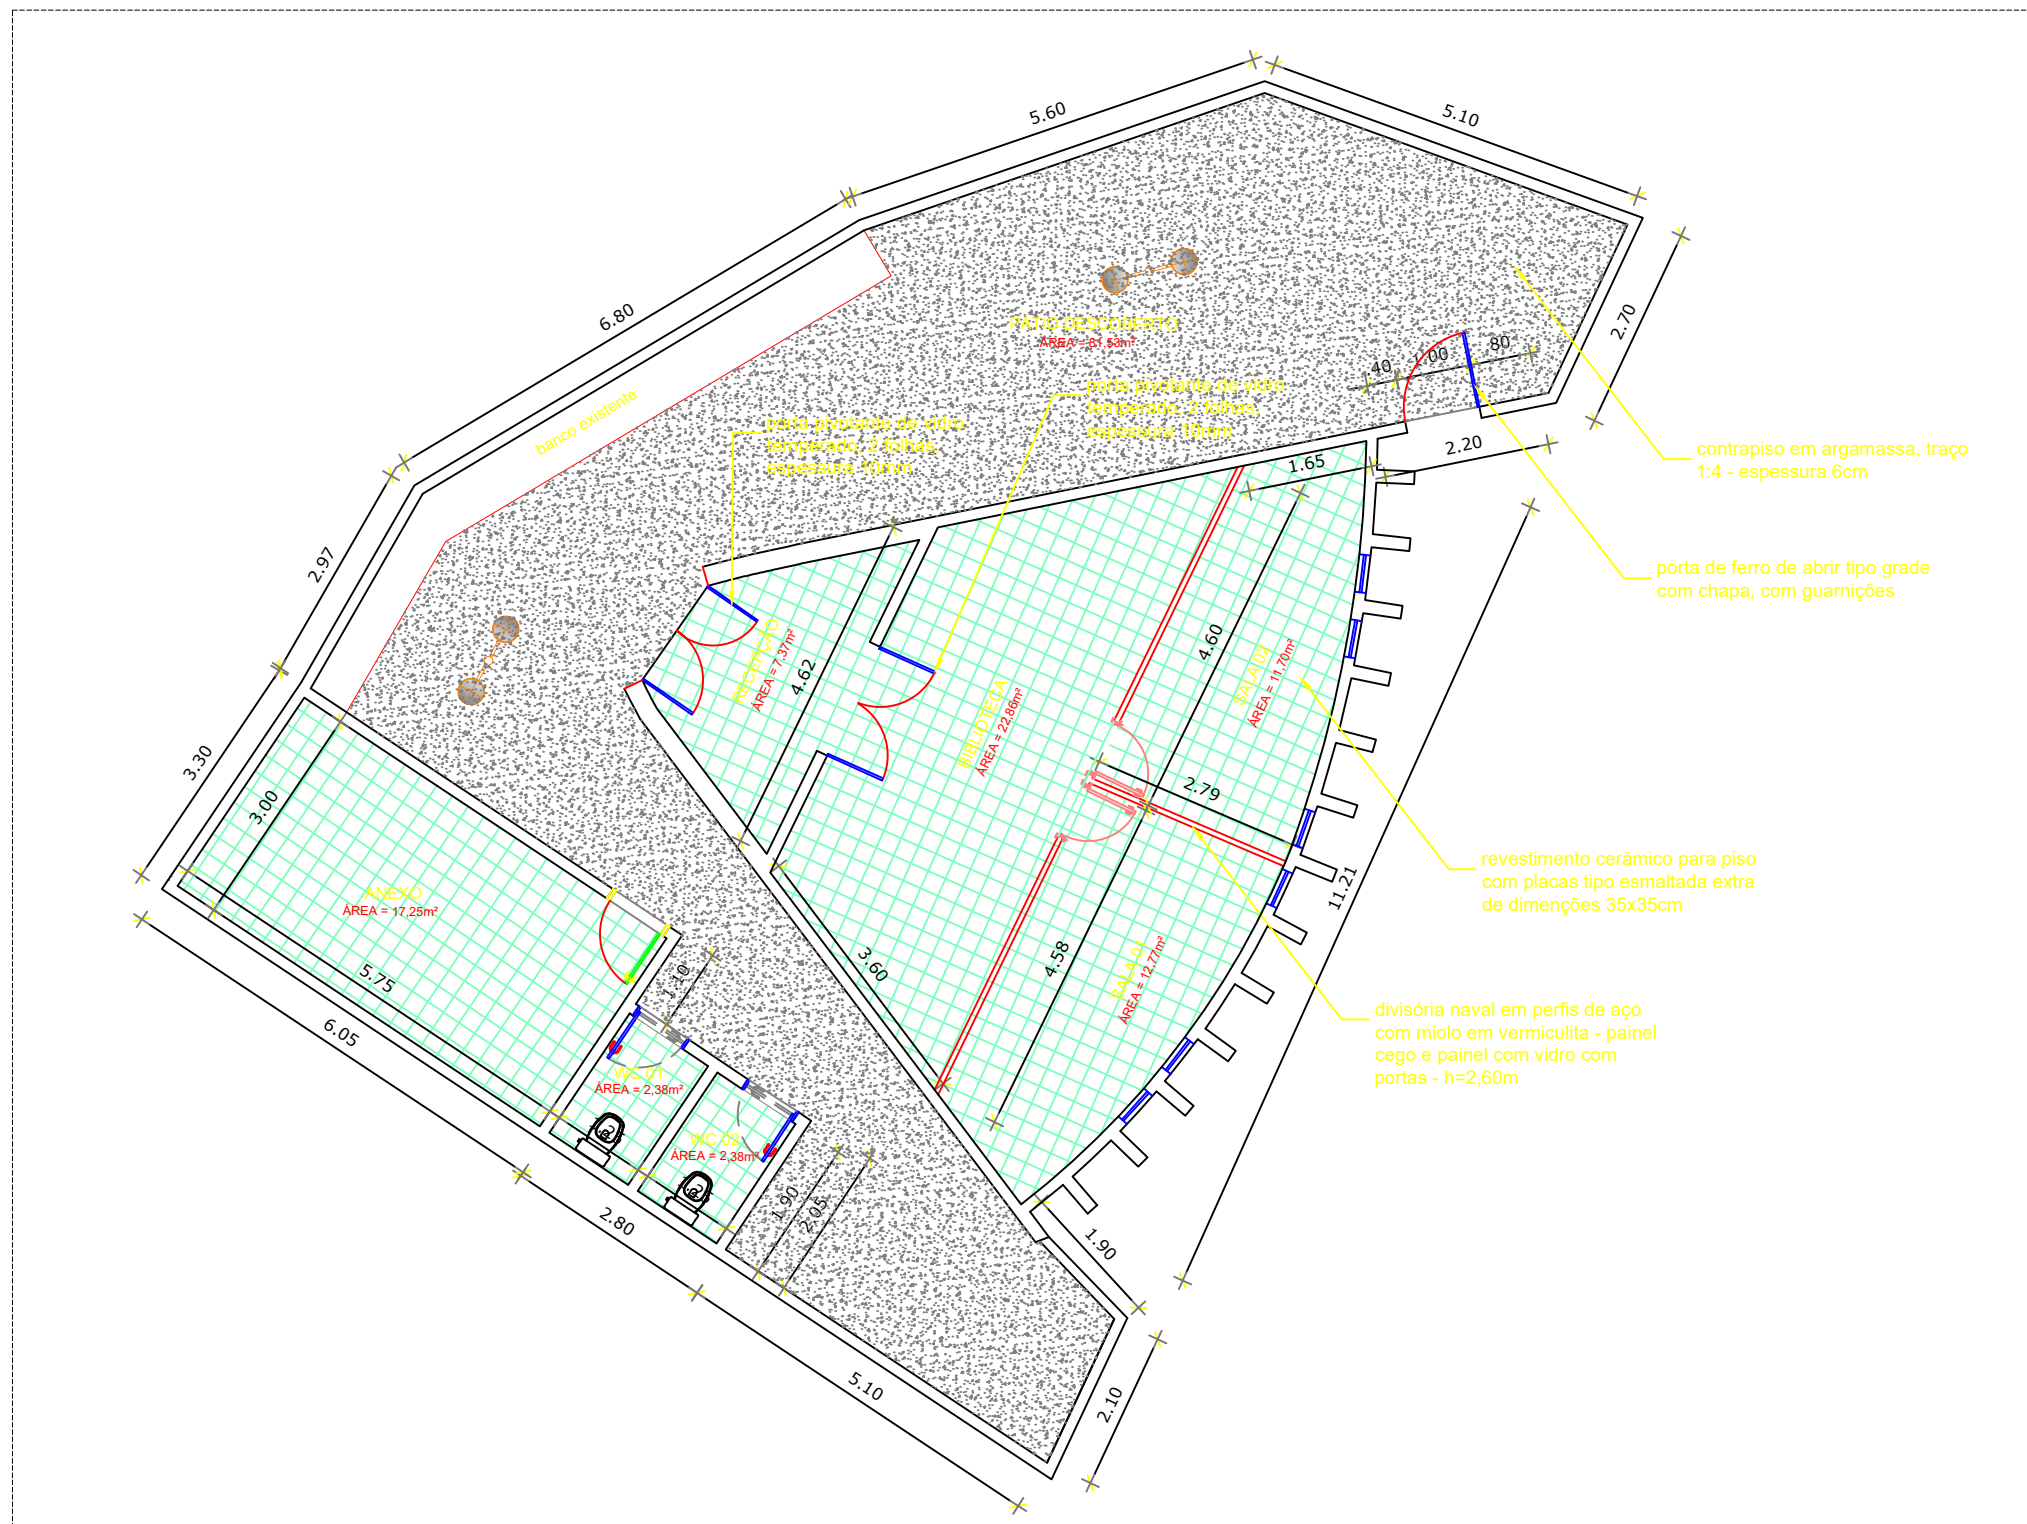 5.60
5.10
6.80
2.70
PÁTIO DESCOBERTO
ÁREA = 81,53m²
40
1.00
80
porta pivotante de vidro
temperado, 2 folhas,
espessura 10mm
porta pivotante de vidro
temperado, 2 folhas,
espessura 10mm
banco existente
1.65
2.20
contrapiso em argamassa, traço
1:4 - espessura 6cm
porta de ferro de abrir tipo grade
com chapa, com guarnições
2.97
RECEPÇÃO
ÁREA = 7,37m²
4.62
4.60
SALA 02
ÁREA = 11,70m²
BIBLIOTECA
ÁREA = 22,86m²
3.30
3.00
2.79
11.21
revestimento cerâmico para piso
com placas tipo esmaltada extra
de dimenções 35x35cm
ANEXO
ÁREA = 17,25m²
5.75
6.05
1.10
3.60
4.58
SALA 01
ÁREA = 12,77m²
divisória naval em perfis de aço
com miolo em vermiculita - painel
cego e painel com vidro com
portas - h=2,60m
WC 01
ÁREA = 2,38m²
WC 02
ÁREA = 2,38m²
1.90
2.05
2.80
1.90
5.10
2.10